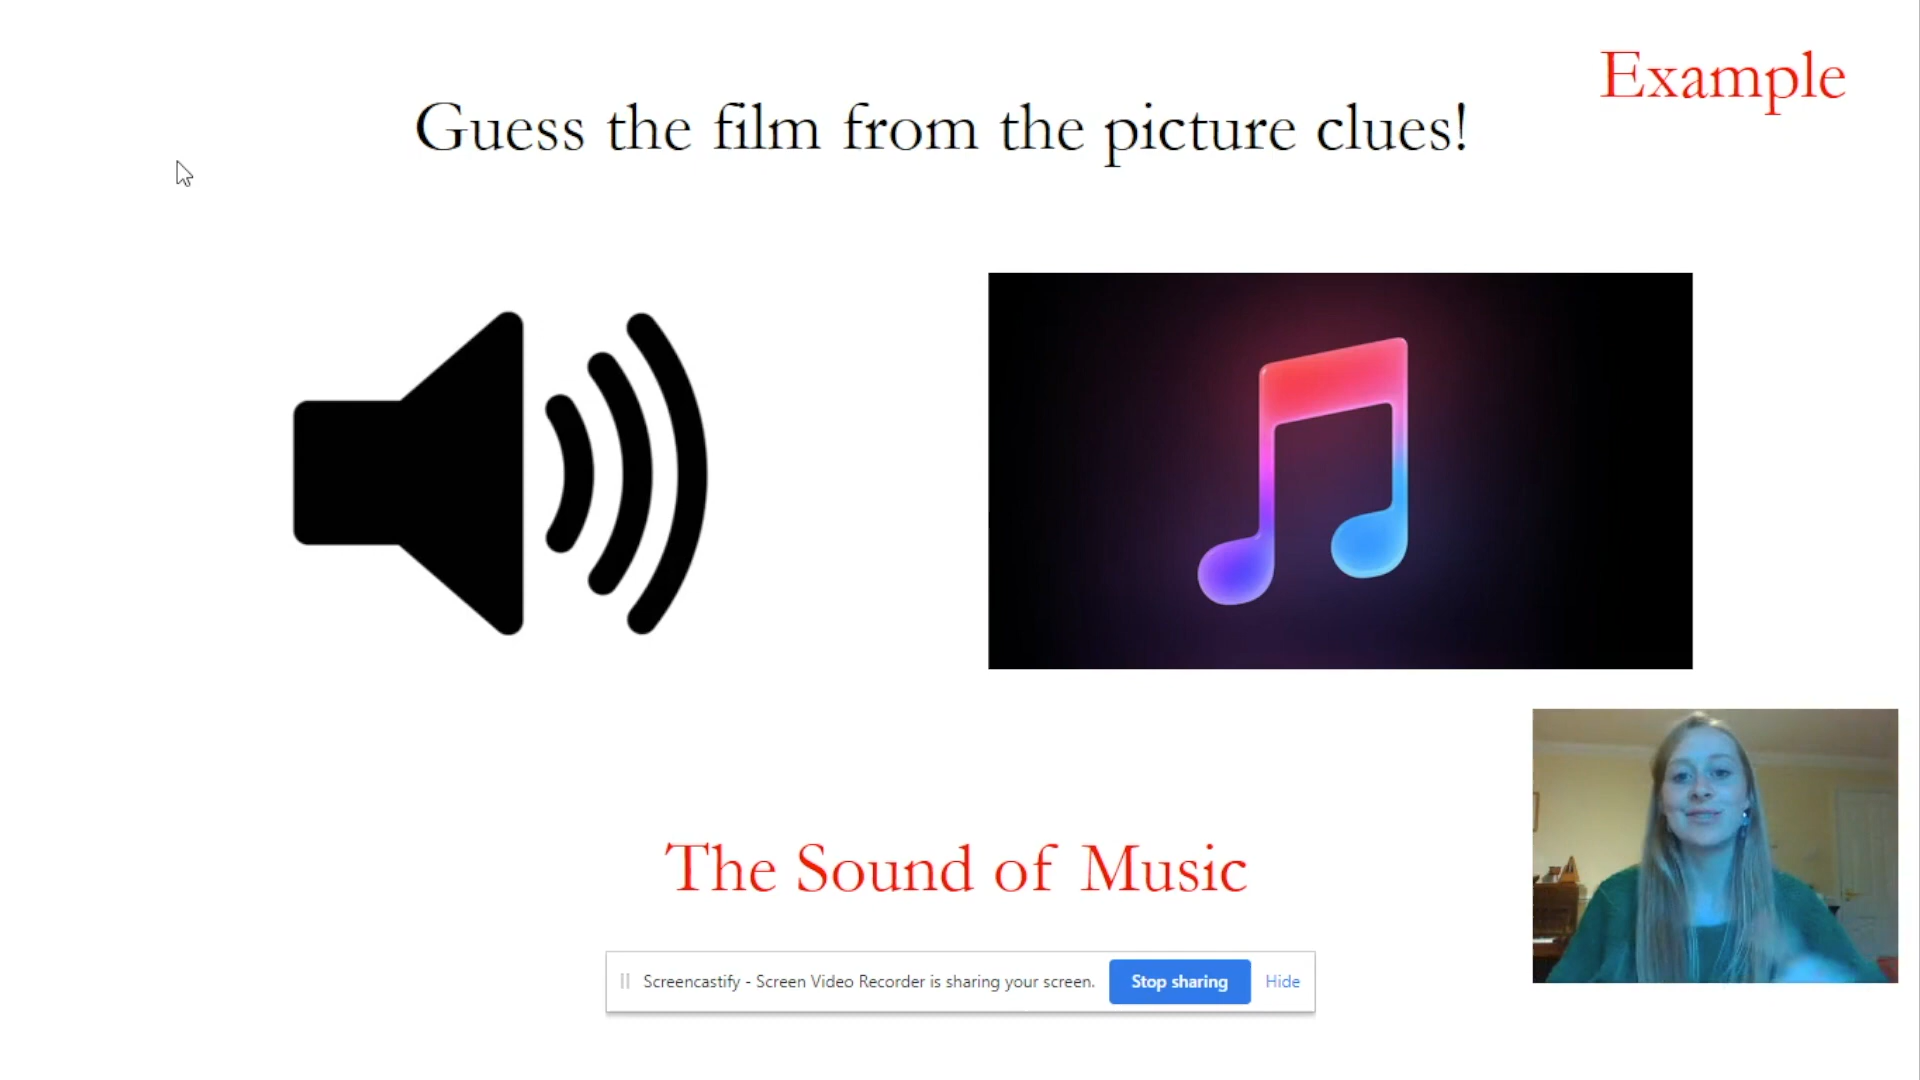 Example
Guess the film from the picture clues!
The Sound of Music
Screencastify - Screen Video Recorder is sharing your screen.
Stop sharing
Hide